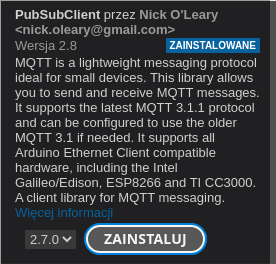 PubSubClient przez Nick O'Leary
<nick.oleary@gmail.com>
Wersja 2.8 ZAINSTALOWANE
MQTT is a lightweight messaging protocol
ideal for small devices. This library allows
you to send and receive MQTT messages.
It supports the latest MQTT 3.1.1 protocol
and can be configured to use the older
MQTT 3.1 if needed. It supports all
Arduino Ethernet Client compatible
hardware, including the Intel
Galileo/Edison, ESP8266 and TI CC3000.
A client library for MQTT messaging.
Więcej informacji
2.7.0 ZAINSTALUJ